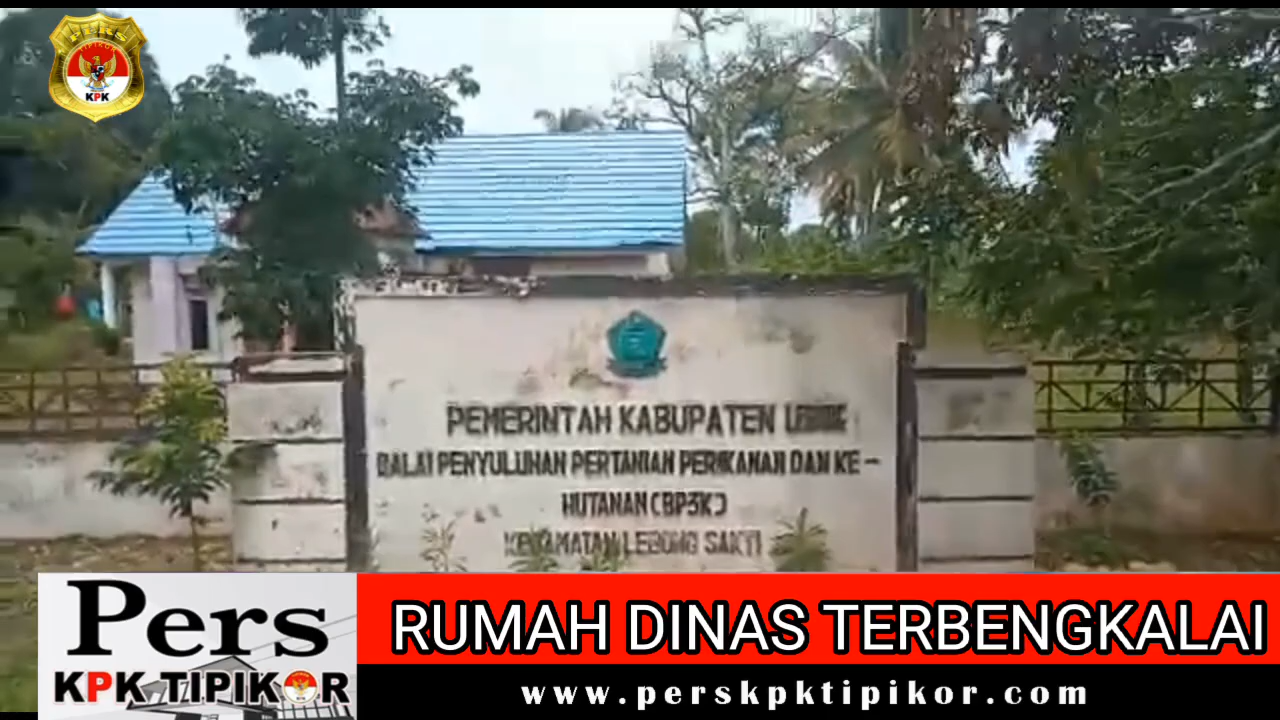 PERS
TIPIKOR
KPK
PEMERINTAH KABUPATEN
BALAI PENYULUHAN PERTANIAN PERIKANAN DAN KE -
HUTANAN (BP3K)
KECAMATAN LEBONG SAKTI
Pers
KPK TIPIKOR
RUMAH DINAS TERBENGKALAI
www.perskpktipikor.com